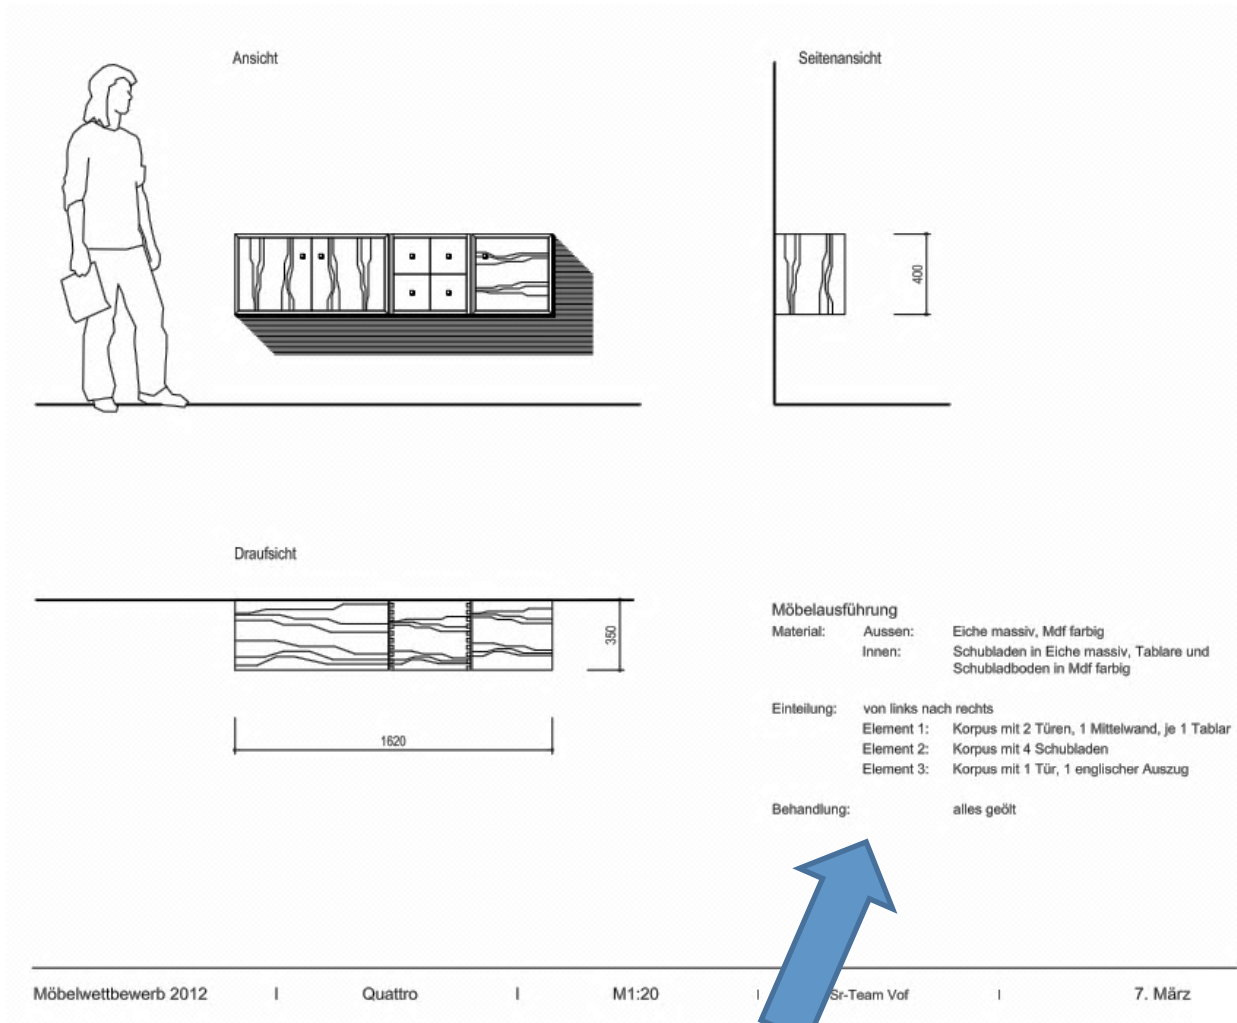 Ansicht
Seitenansicht
400
Draufsicht
350
1620
Möbelausführung
Material: Aussen: Eiche massiv, Mdf farbig
Innen: Schubladen in Eiche massiv, Tablare und
Schubladboden in Mdf farbig
Einteilung: von links nach rechts
Element 1: Korpus mit 2 Türen, 1 Mittelwand, je 1 Tablar
Element 2: Korpus mit 4 Schubladen
Element 3: Korpus mit 1 Tür, 1 englischer Auszug
Behandlung: alles geölt
Möbelwettbewerb 2012 I Quattro I M1:20 I Sr-Team Vof I 7. März